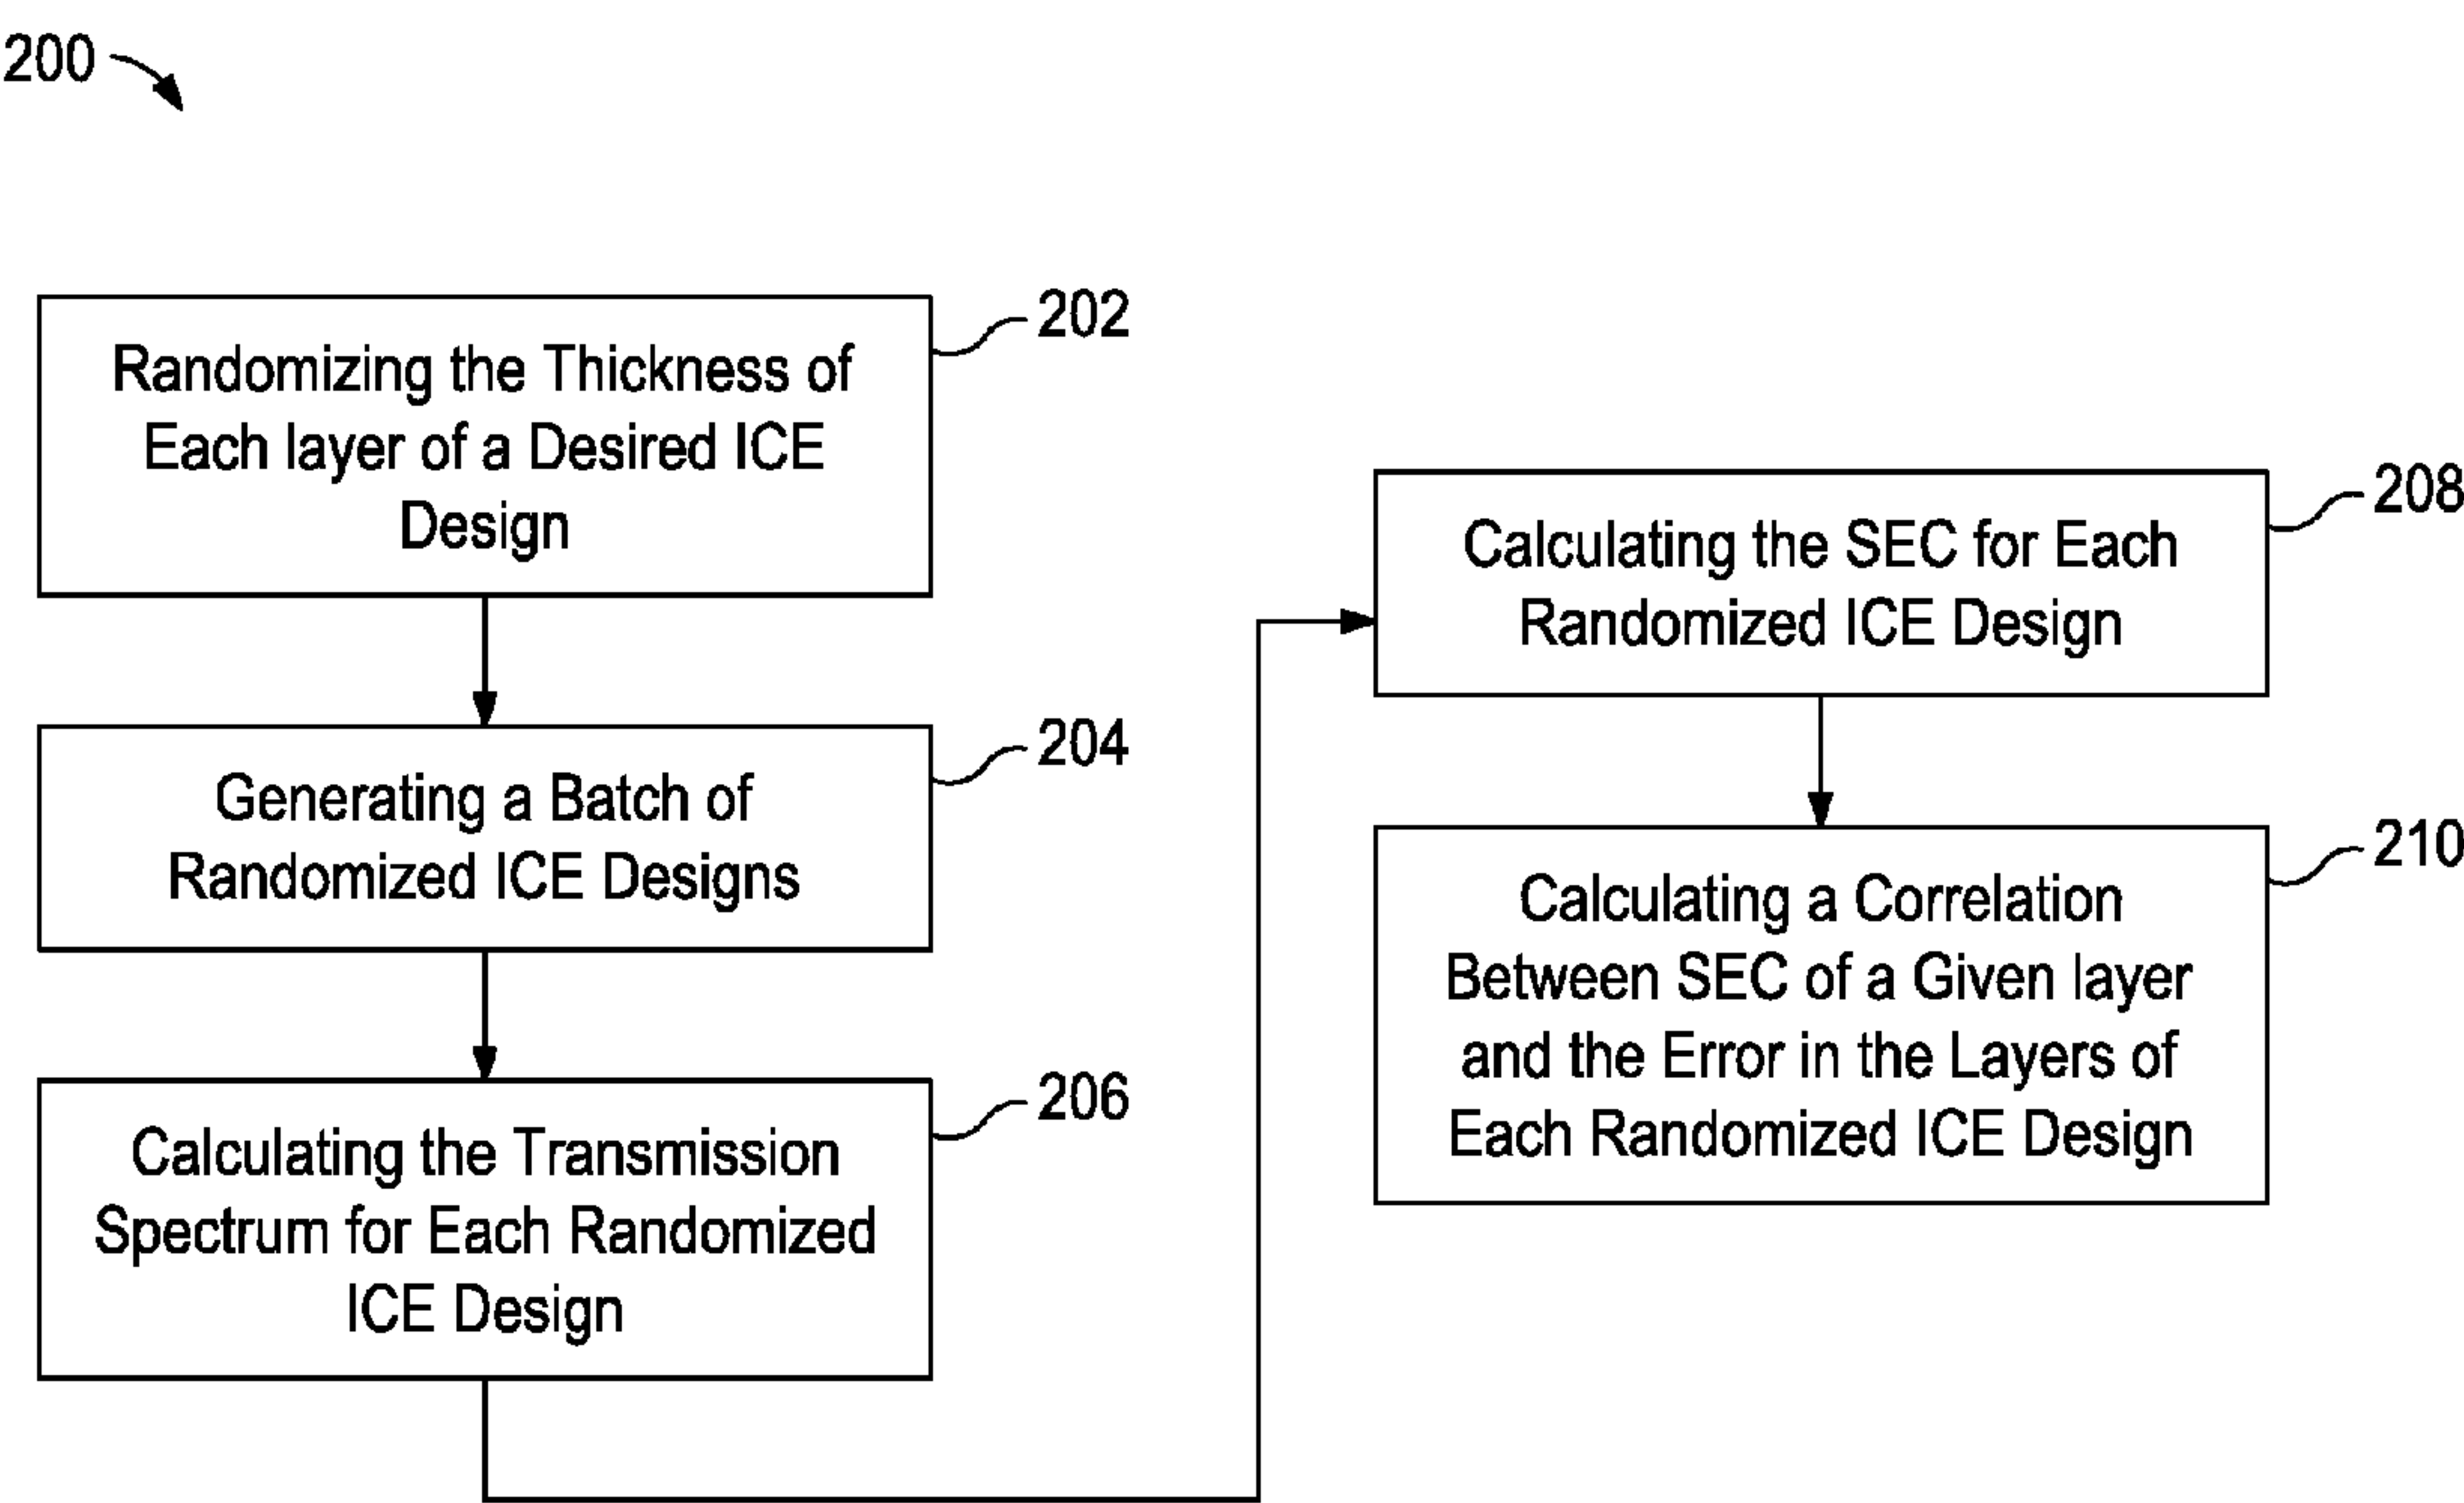 200
202
Randomizing the Thickness of
Each layer of a Desired ICE
Design
204
Generating a Batch of
Randomized ICE Designs
206
Calculating the Transmission
Spectrum for Each Randomized
ICE Design
208
Calculating the SEC for Each
Randomized ICE Design
210
Calculating a Correlation
Between SEC of a Given layer
and the Error in the Layers of
Each Randomized ICE Design